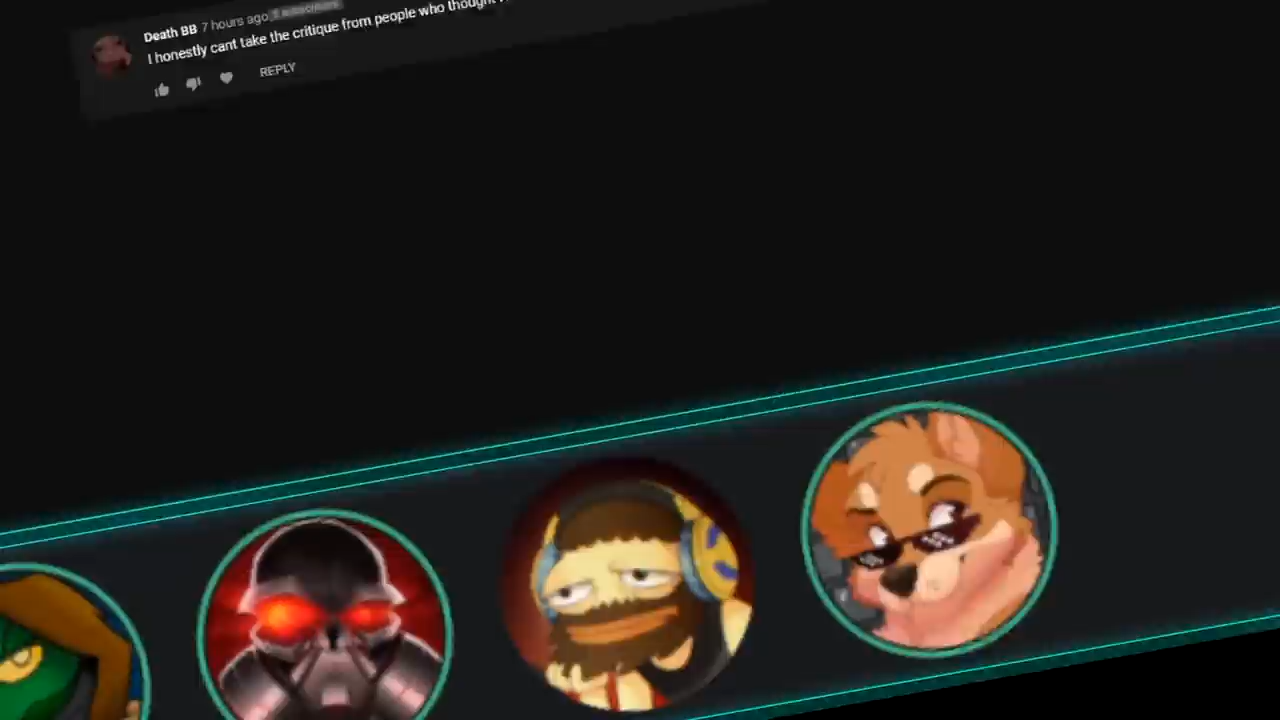 Death BB 7 hours ago
I honestly cant take the critique from people who thought
REPLY